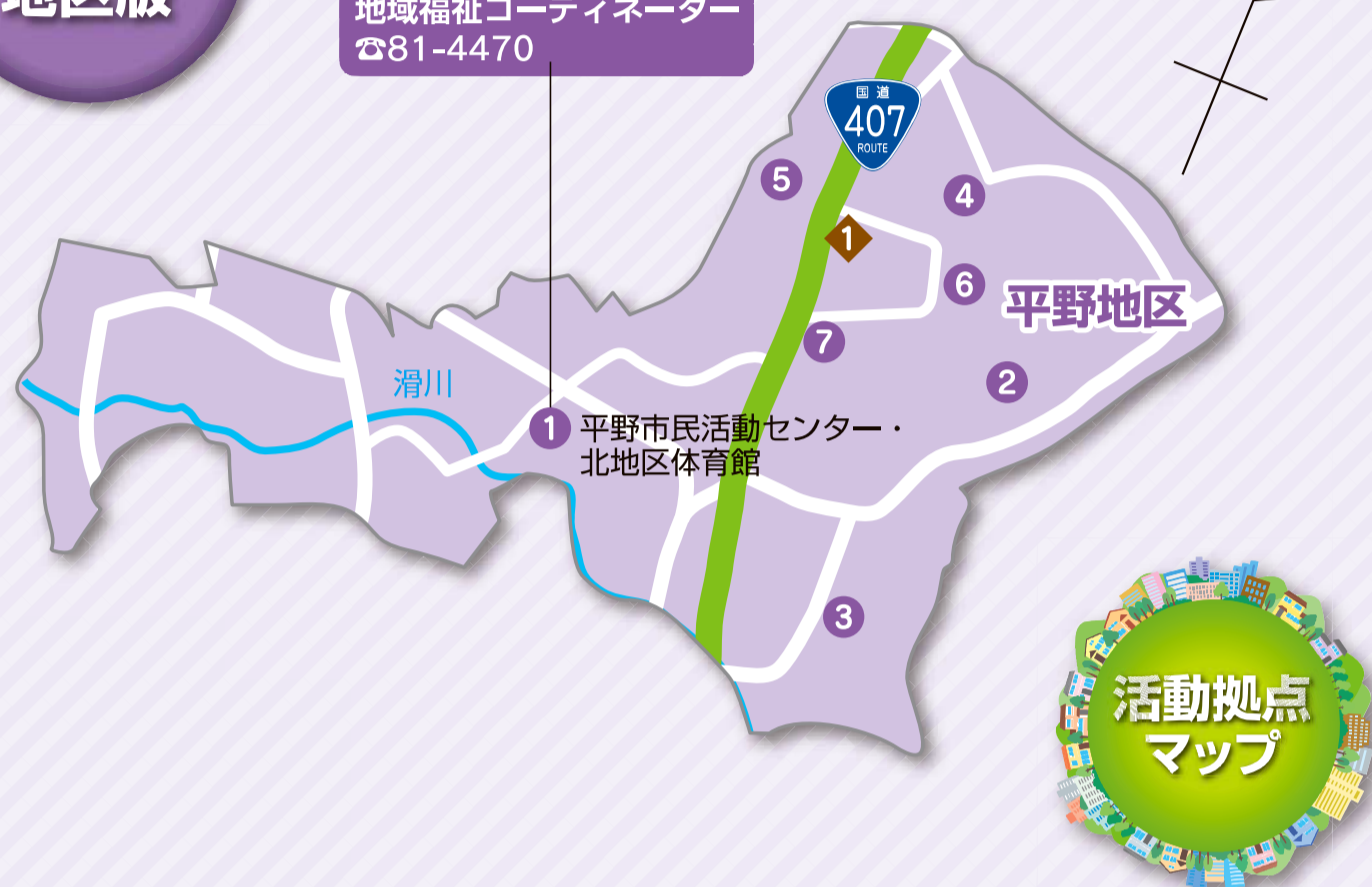 地区版
地域福祉コーディネーター
☎81-4470
国道
407
ROUTE
5
4
1
6
平野地区
7
2
滑川
1 平野市民活動センター・
北地区体育館
3
活動拠点
マップ